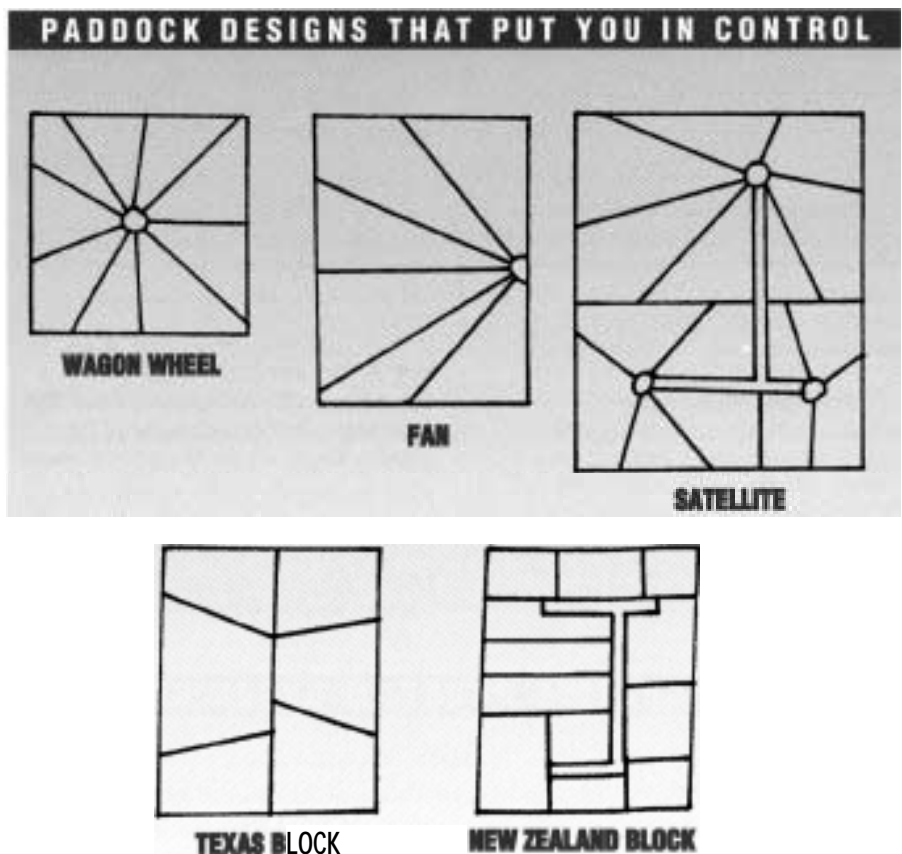 PADDOCK DESIGNS THAT PUT YOU IN CONTROL
WAGON WHEEL
FAN
SATELLITE
TEXAS BLOCK
NEW ZEALAND BLOCK